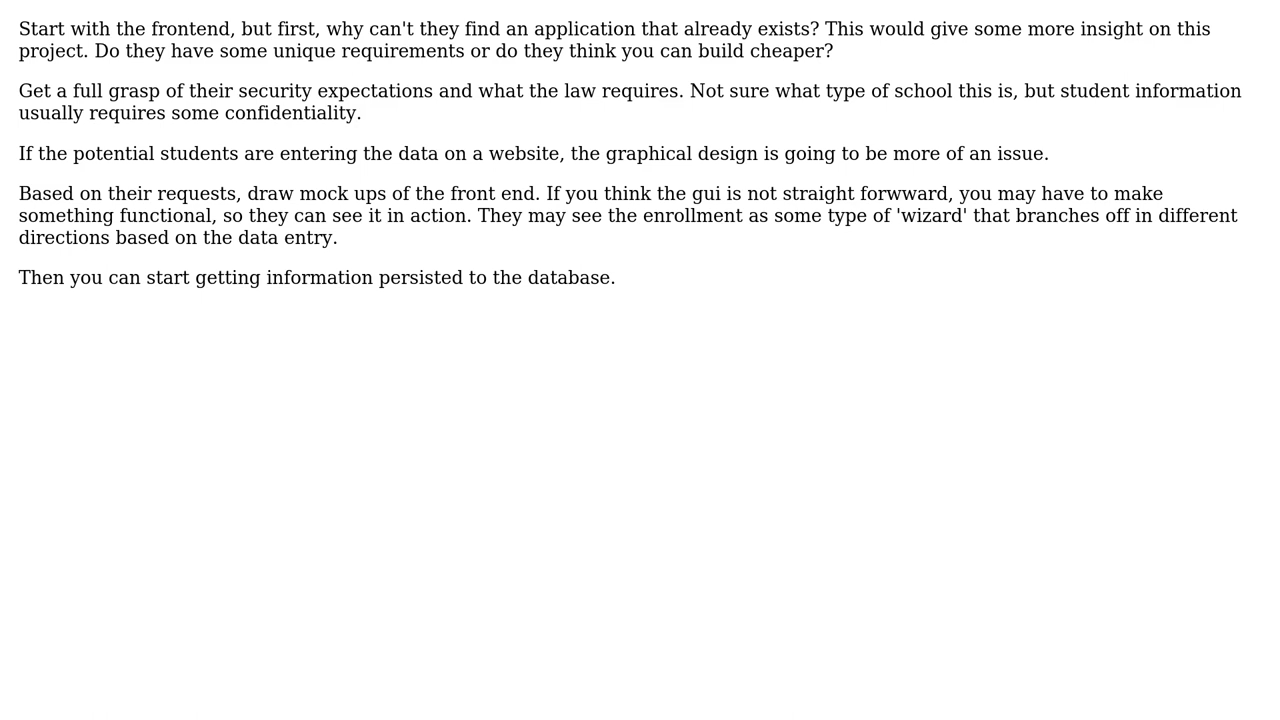 Start with the frontend, but first, why can't they find an application that already exists? This would give some more insight on this
project. Do they have some unique requirements or do they think you can build cheaper?
Get a full grasp of their security expectations and what the law requires. Not sure what type of school this is, but student information
usually requires some confidentiality.
If the potential students are entering the data on a website, the graphical design is going to be more of an issue.
Based on their requests, draw mock ups of the front end. If you think the gui is not straight forwward, you may have to make
something functional, so they can see it in action. They may see the enrollment as some type of 'wizard' that branches off in different
directions based on the data entry.
Then you can start getting information persisted to the database.